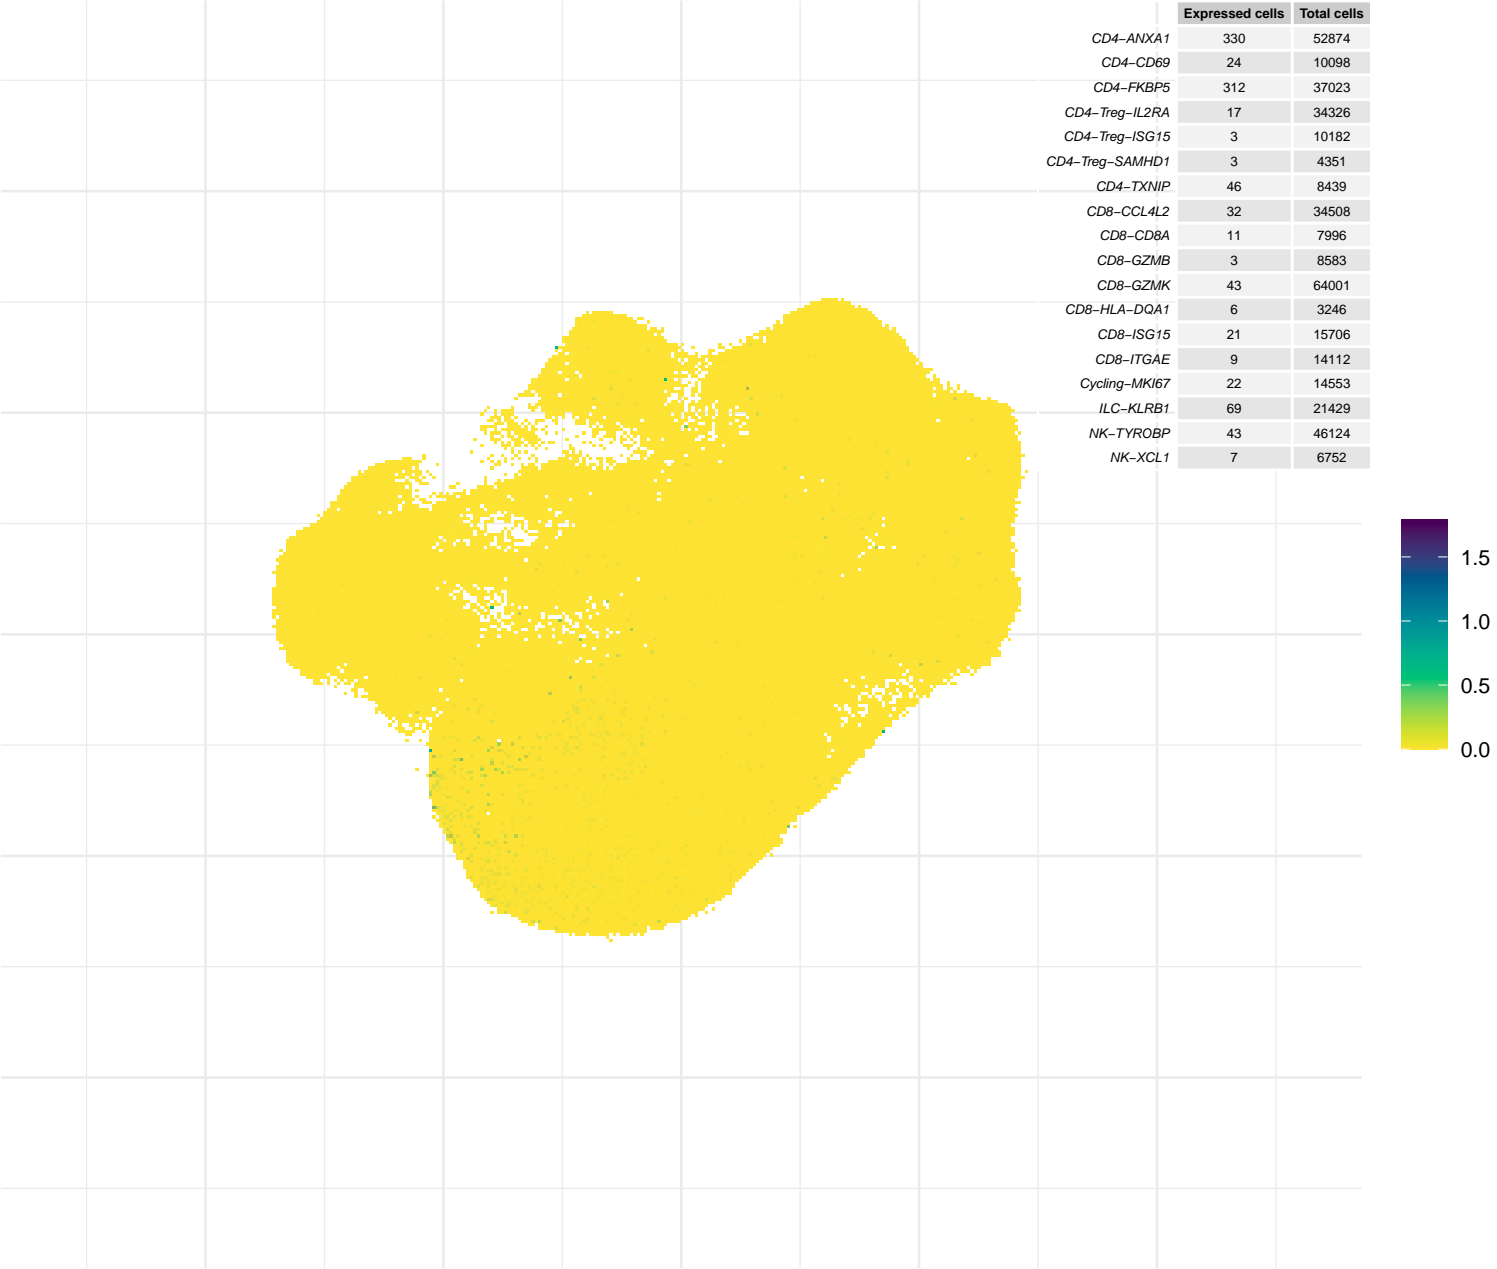 Expressed cells Total cells
CD4−ANXA1 330 52874
CD4−CD69 24 10098
CD4−FKBP5 312 37023
CD4−Treg−IL2RA 17 34326
CD4−Treg−ISG15 3 10182
CD4−Treg−SAMHD1 3 4351
CD4−TXNIP 46 8439
CD8−CCL4L2 32 34508
CD8−CD8A 11 7996
CD8−GZMB 3 8583
CD8−GZMK 43 64001
CD8−HLA−DQA1 6 3246
CD8−ISG15 21 15706
CD8−ITGAE 9 14112
Cycling−MKI67 22 14553
ILC−KLRB1 69 21429
NK−TYROBP 43 46124
NK−XCL1 7 6752
1.5
1.0
0.5
0.0